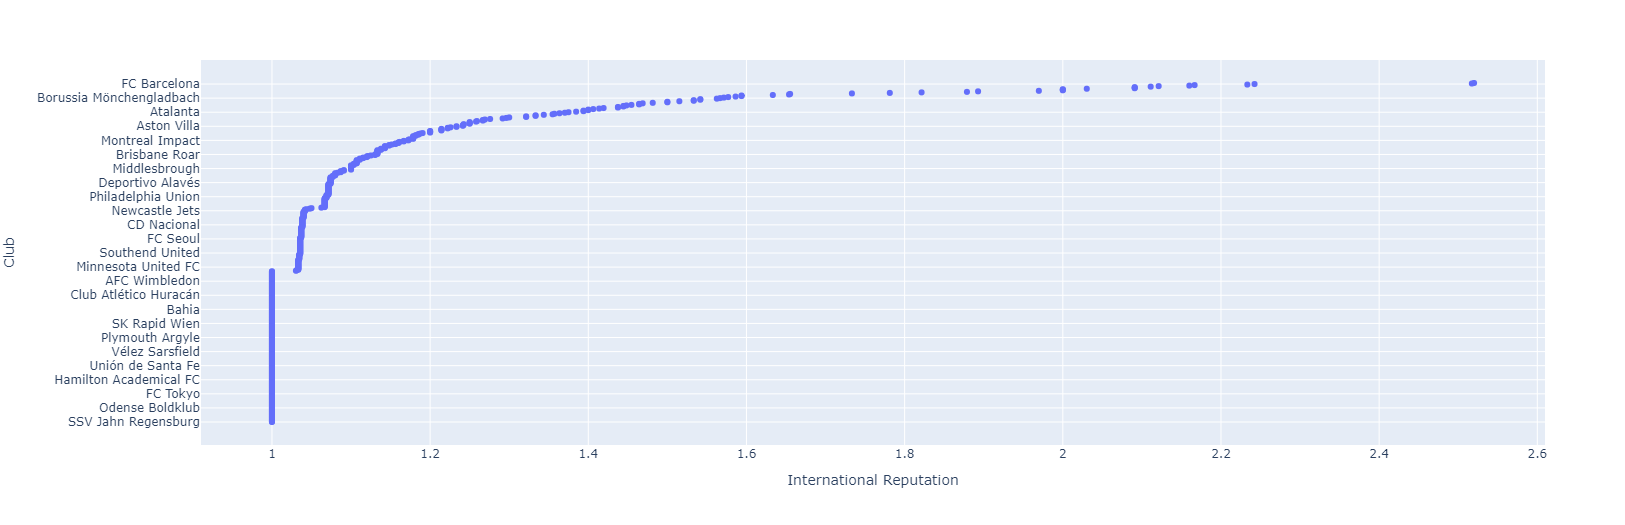 FC Barcelona
Borussia Mönchengladbach
Atalanta
Aston Villa
Montreal Impact
Brisbane Roar
Middlesbrough
Deportivo Alavés
Philadelphia Union
Newcastle Jets
CD Nacional
FC Seoul
Southend United
Minnesota United FC
AFC Wimbledon
Club Atlético Huracán
Bahia
SK Rapid Wien
Plymouth Argyle
Vélez Sarsfield
Unión de Santa Fe
Hamilton Academical FC
FC Tokyo
Odense Boldklub
SSV Jahn Regensburg
Club
1 1.2 1.4 1.6 1.8 2 2.2 2.4 2.6
International Reputation